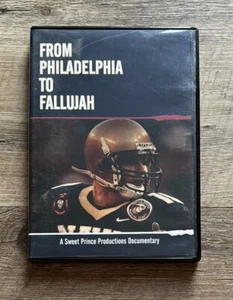 FROM
PHILADELPHIA
TO
FALLUJAH
A Sweet Prince Productions Documentary